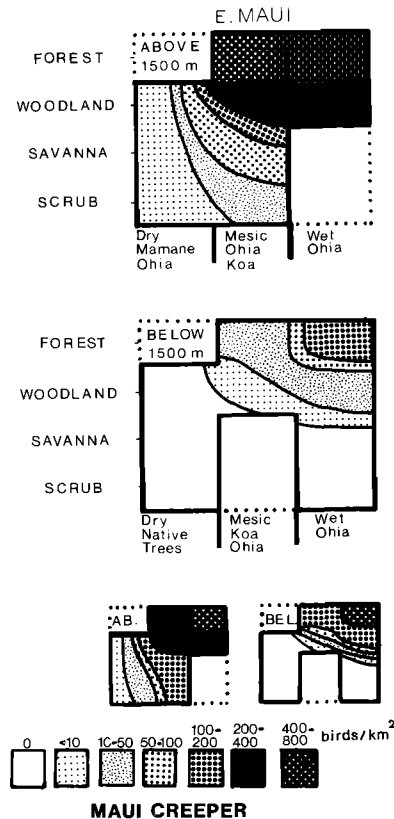 E. MAUI
FOREST
ABOVE
1500 m
WOODLAND
SAVANNA
SCRUB
Dry
Mamane
Ohia
Mesic
Ohia
Koa
Wet
Ohia
FOREST
BELOW
1500 m
WOODLAND
SAVANNA
SCRUB
Dry
Native
Trees
Mesic
Koa
Ohia
Wet
Ohia
AB.
BEL.
0 <10 10-50 50-100 100-200 200-400 400-800 birds/km²
MAUI CREEPER